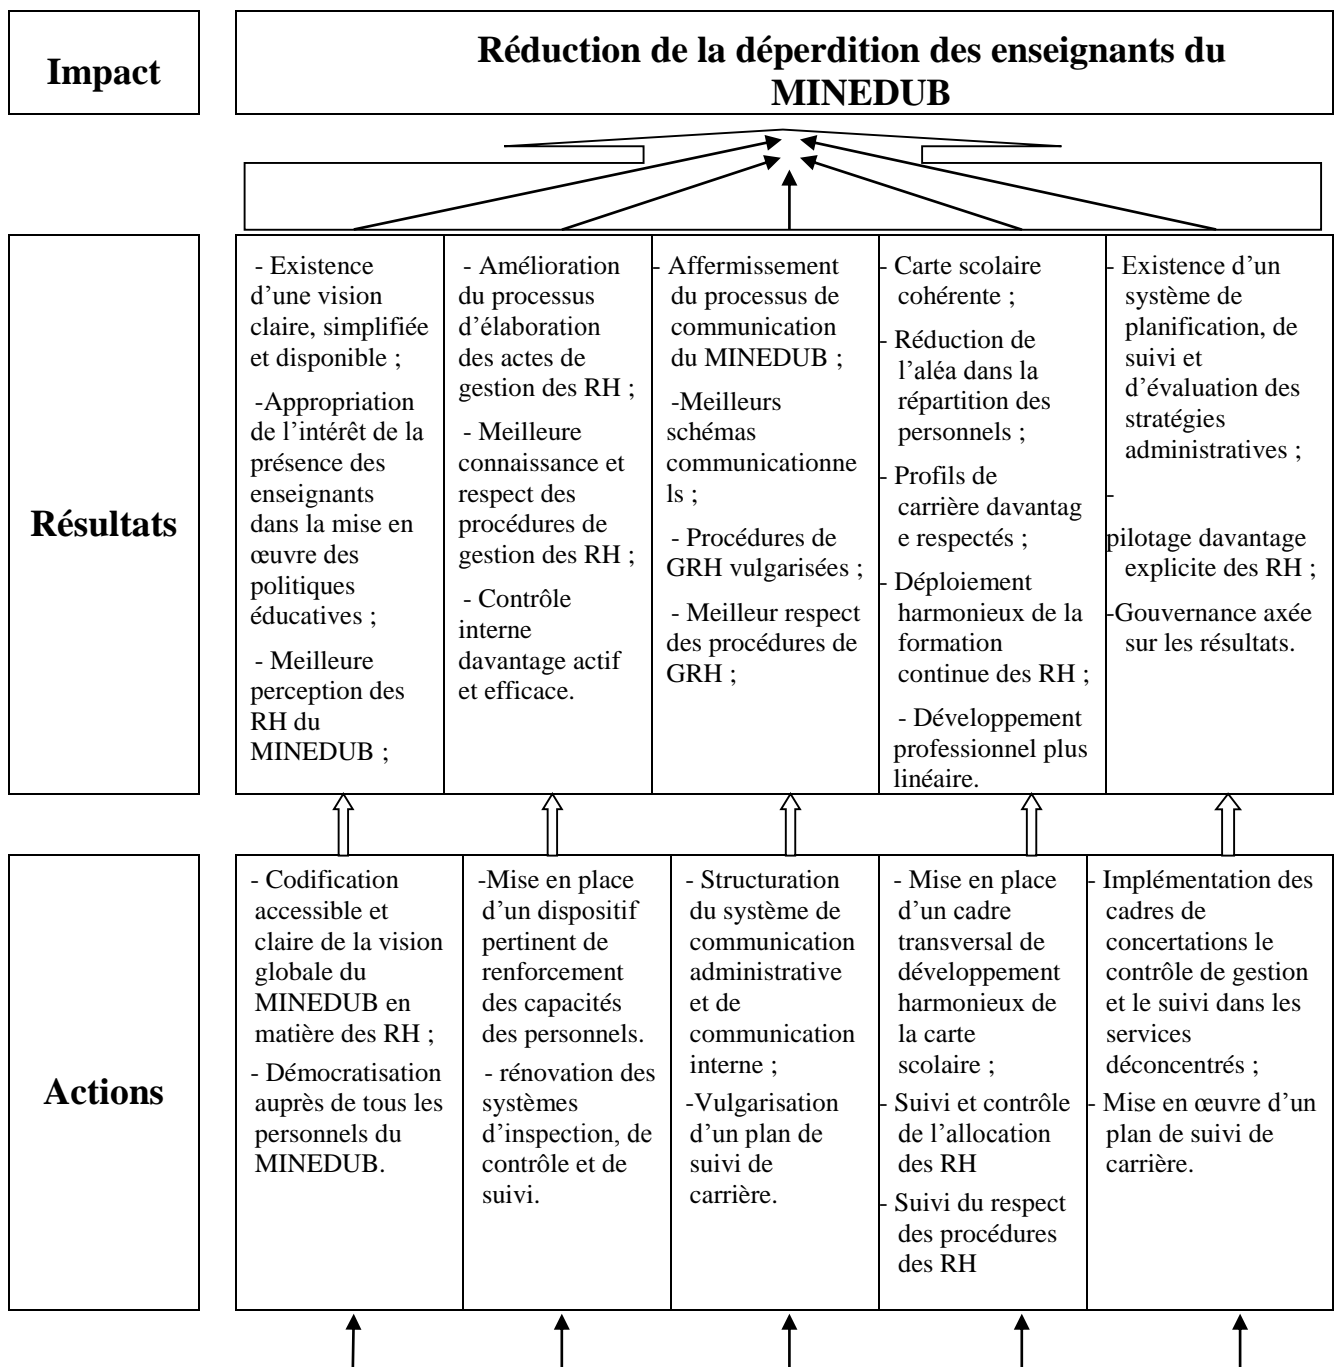 Impact
Réduction de la déperdition des enseignants du
MINEDUB
Résultats
- Existence
d’une vision
claire, simplifiée
et disponible ;
-Appropriation
de l’intérêt de la
présence des
enseignants
dans la mise en
œuvre des
politiques
éducatives ;
- Meilleure
perception des
RH du
MINEDUB ;
- Amélioration
du processus
d’élaboration
des actes de
gestion des RH ;
- Meilleure
connaissance et
respect des
procédures de
gestion des RH ;
- Contrôle
interne
davantage actif
et efficace.
- Affermissement
du processus de
communication
du MINEDUB ;
-Meilleurs
schémas
communicationne
ls ;
- Procédures de
GRH vulgarisées ;
- Meilleur respect
des procédures de
GRH ;
- Carte scolaire
cohérente ;
- Réduction de
l’aléa dans la
répartition des
personnels ;
- Profils de
carrière davantag
e respectés ;
- Déploiement
harmonieux de la
formation
continue des RH ;
- Développement
professionnel plus
linéaire.
- Existence d’un
système de
planification, de
suivi et
d’évaluation des
stratégies
administratives ;
-
pilotage davantage
explicite des RH ;
-Gouvernance axée
sur les résultats.
Actions
- Codification
accessible et
claire de la vision
globale du
MINEDUB en
matière des RH ;
- Démocratisation
auprès de tous les
personnels du
MINEDUB.
-Mise en place
d’un dispositif
pertinent de
renforcement
des capacités
des personnels.
- rénovation des
systèmes
d’inspection, de
contrôle et de
suivi.
- Structuration
du système de
communication
administrative
et de
communication
interne ;
-Vulgarisation
d’un plan de
suivi de
carrière.
- Mise en place
d’un cadre
transversal de
développement
harmonieux de
la carte
scolaire ;
- Suivi et contrôle
de l’allocation
des RH
- Suivi du respect
des procédures
des RH
- Implémentation des
cadres de
concertations le
contrôle de gestion
et le suivi dans les
services
déconcentrés ;
- Mise en œuvre d’un
plan de suivi de
carrière.